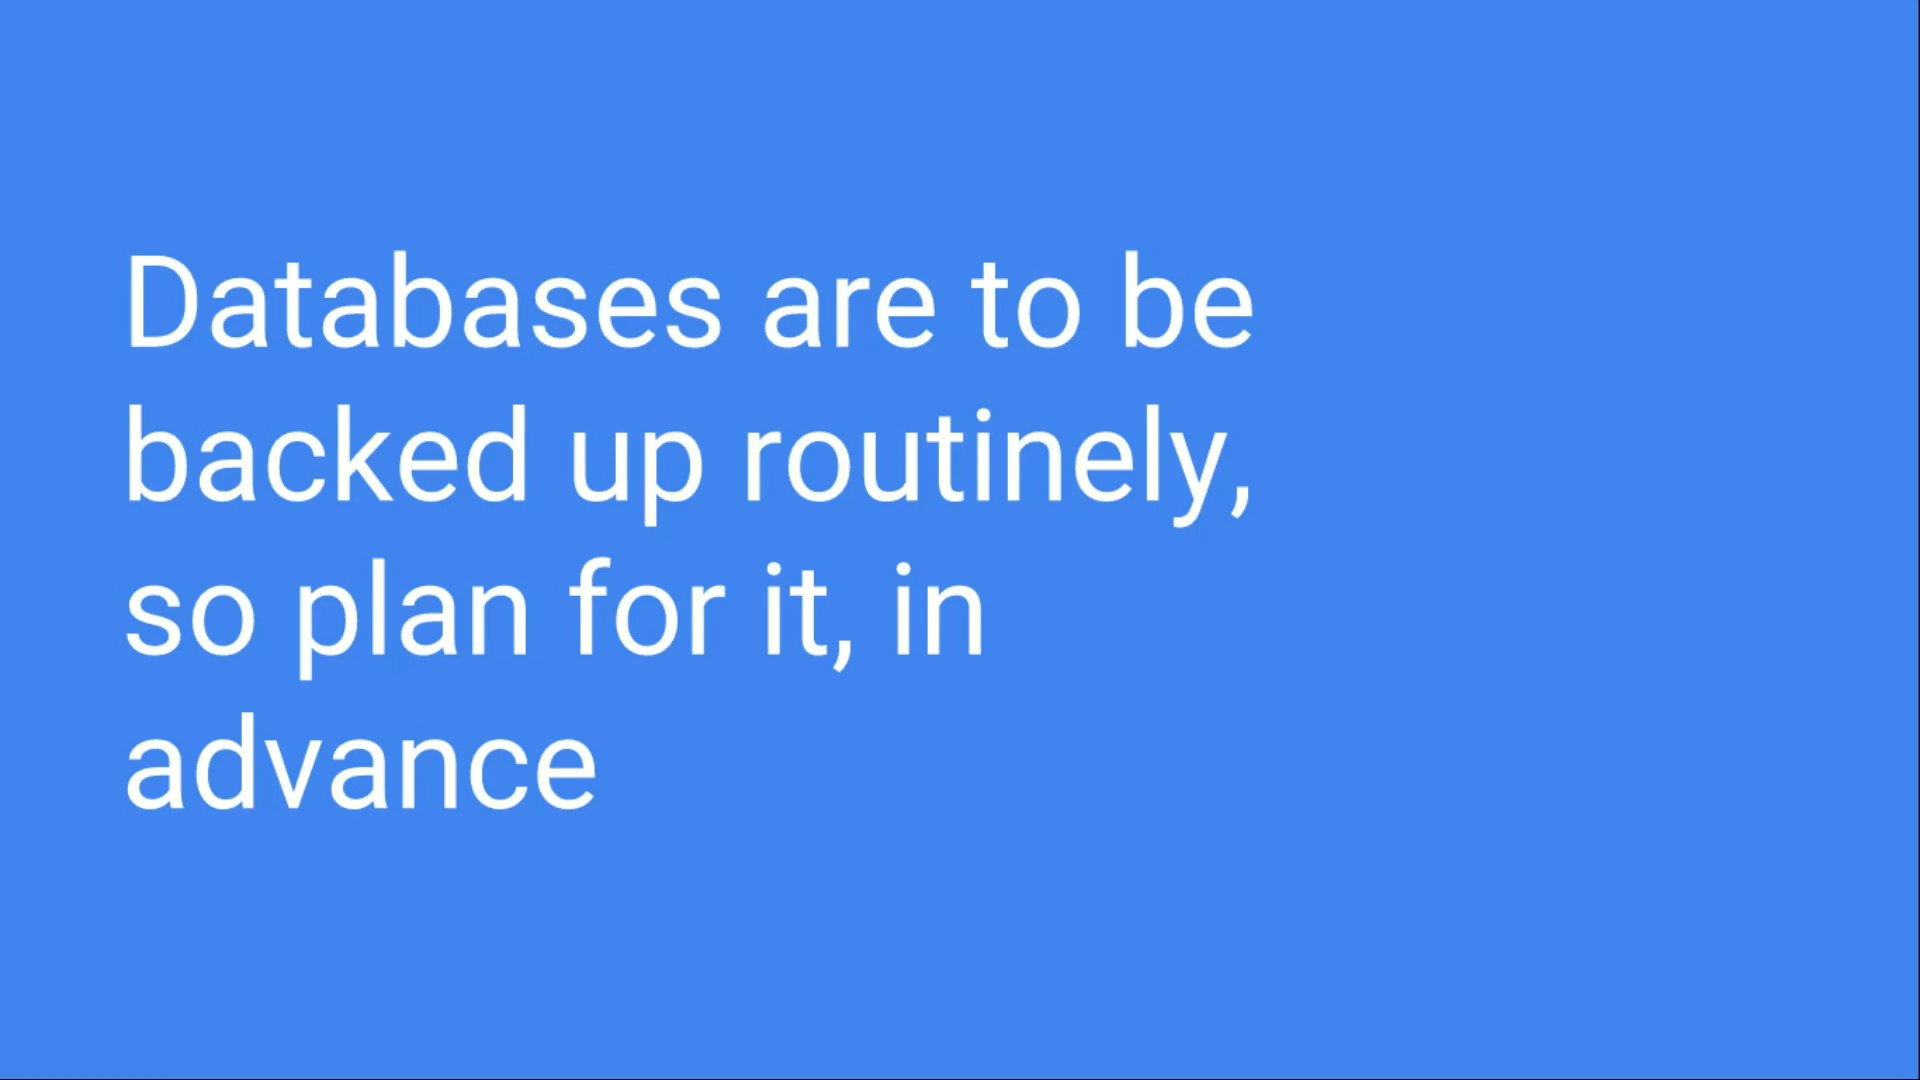 Databases are to be
backed up routinely,
so plan for it, in
advance